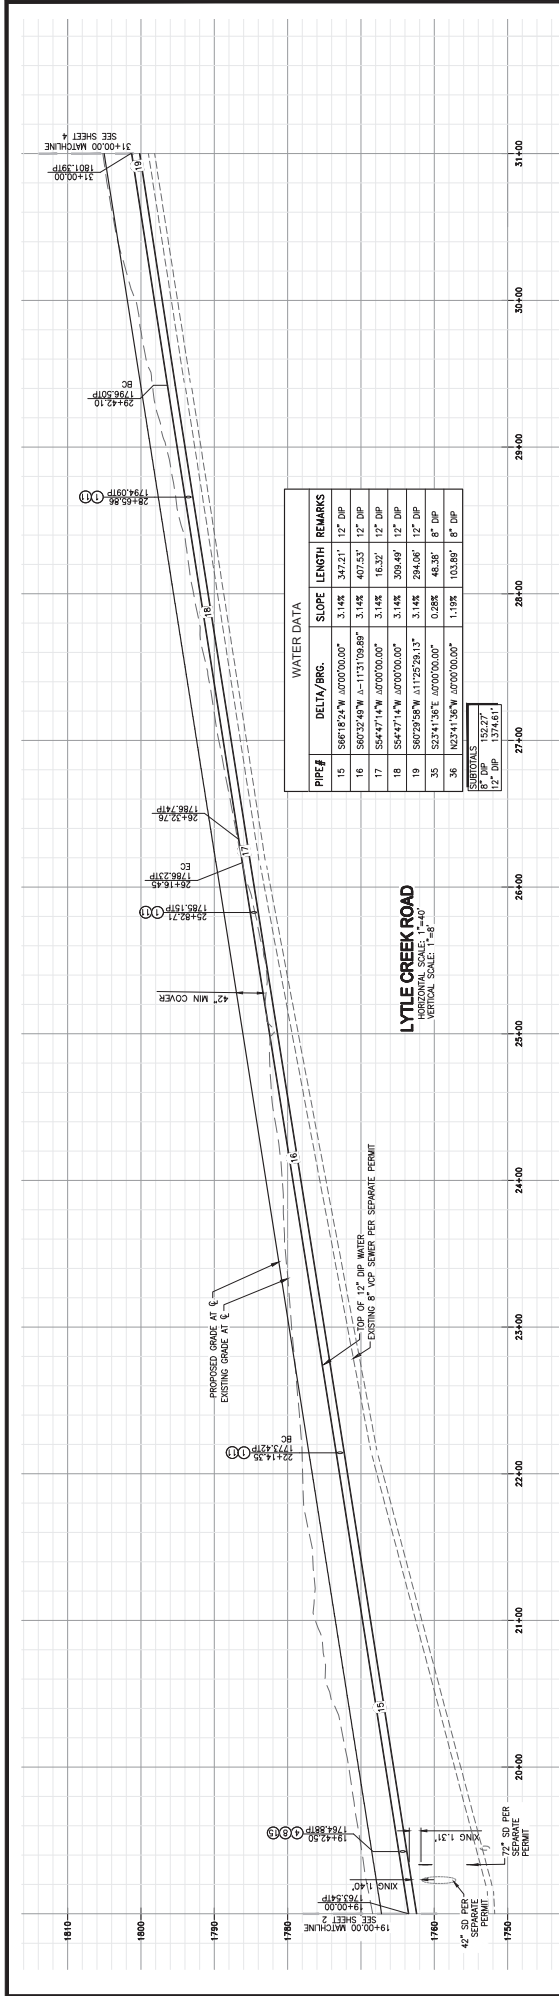 1810
1800
1790
1780
1760
1750
19+00.00 MATCHLINE
SEE SHEET 2
19+00.00
1763.54TP
XING 1.40'
42" SD PER
SEPARATE
PERMIT
19+42.50
1764.88TP
4 8 15
XING 1.31'
72" SD PER
SEPARATE
PERMIT
15
22+14.35
1773.42TP
BC
1 11
PROPOSED GRADE AT ℄
EXISTING GRADE AT ℄
TOP OF 12" DIP WATER
EXISTING 8" VCP SEWER PER SEPARATE PERMIT
16
42" MIN COVER
25+82.71
1785.15TP
1 11
26+16.45
1786.23TP
EC
17
26+32.76
1786.74TP
18
28+65.86
1794.09TP
1 11
29+42.10
1796.50TP
BC
19
31+00.00
1801.39TP
31+00.00 MATCHLINE
SEE SHEET 4
LYTLE CREEK ROAD
HORIZONTAL SCALE: 1"=40'
VERTICAL SCALE: 1"=8'
WATER DATA
PIPE# DELTA/BRG. SLOPE LENGTH REMARKS
15 S66°18'24"W Δ0°00'00.00" 3.14% 347.21' 12" DIP
16 S60°32'49"W Δ-11°31'09.89" 3.14% 407.53' 12" DIP
17 S54°47'14"W Δ0°00'00.00" 3.14% 16.32' 12" DIP
18 S54°47'14"W Δ0°00'00.00" 3.14% 309.49' 12" DIP
19 S60°29'58"W Δ11°25'29.13" 3.14% 294.06' 12" DIP
35 S23°41'36"E Δ0°00'00.00" 0.28% 48.38' 8" DIP
36 N23°41'36"W Δ0°00'00.00" 1.19% 103.89' 8" DIP
SUBTOTALS
8" DIP 152.27'
12" DIP 1374.61'
20+00
21+00
22+00
23+00
24+00
25+00
26+00
27+00
28+00
29+00
30+00
31+00